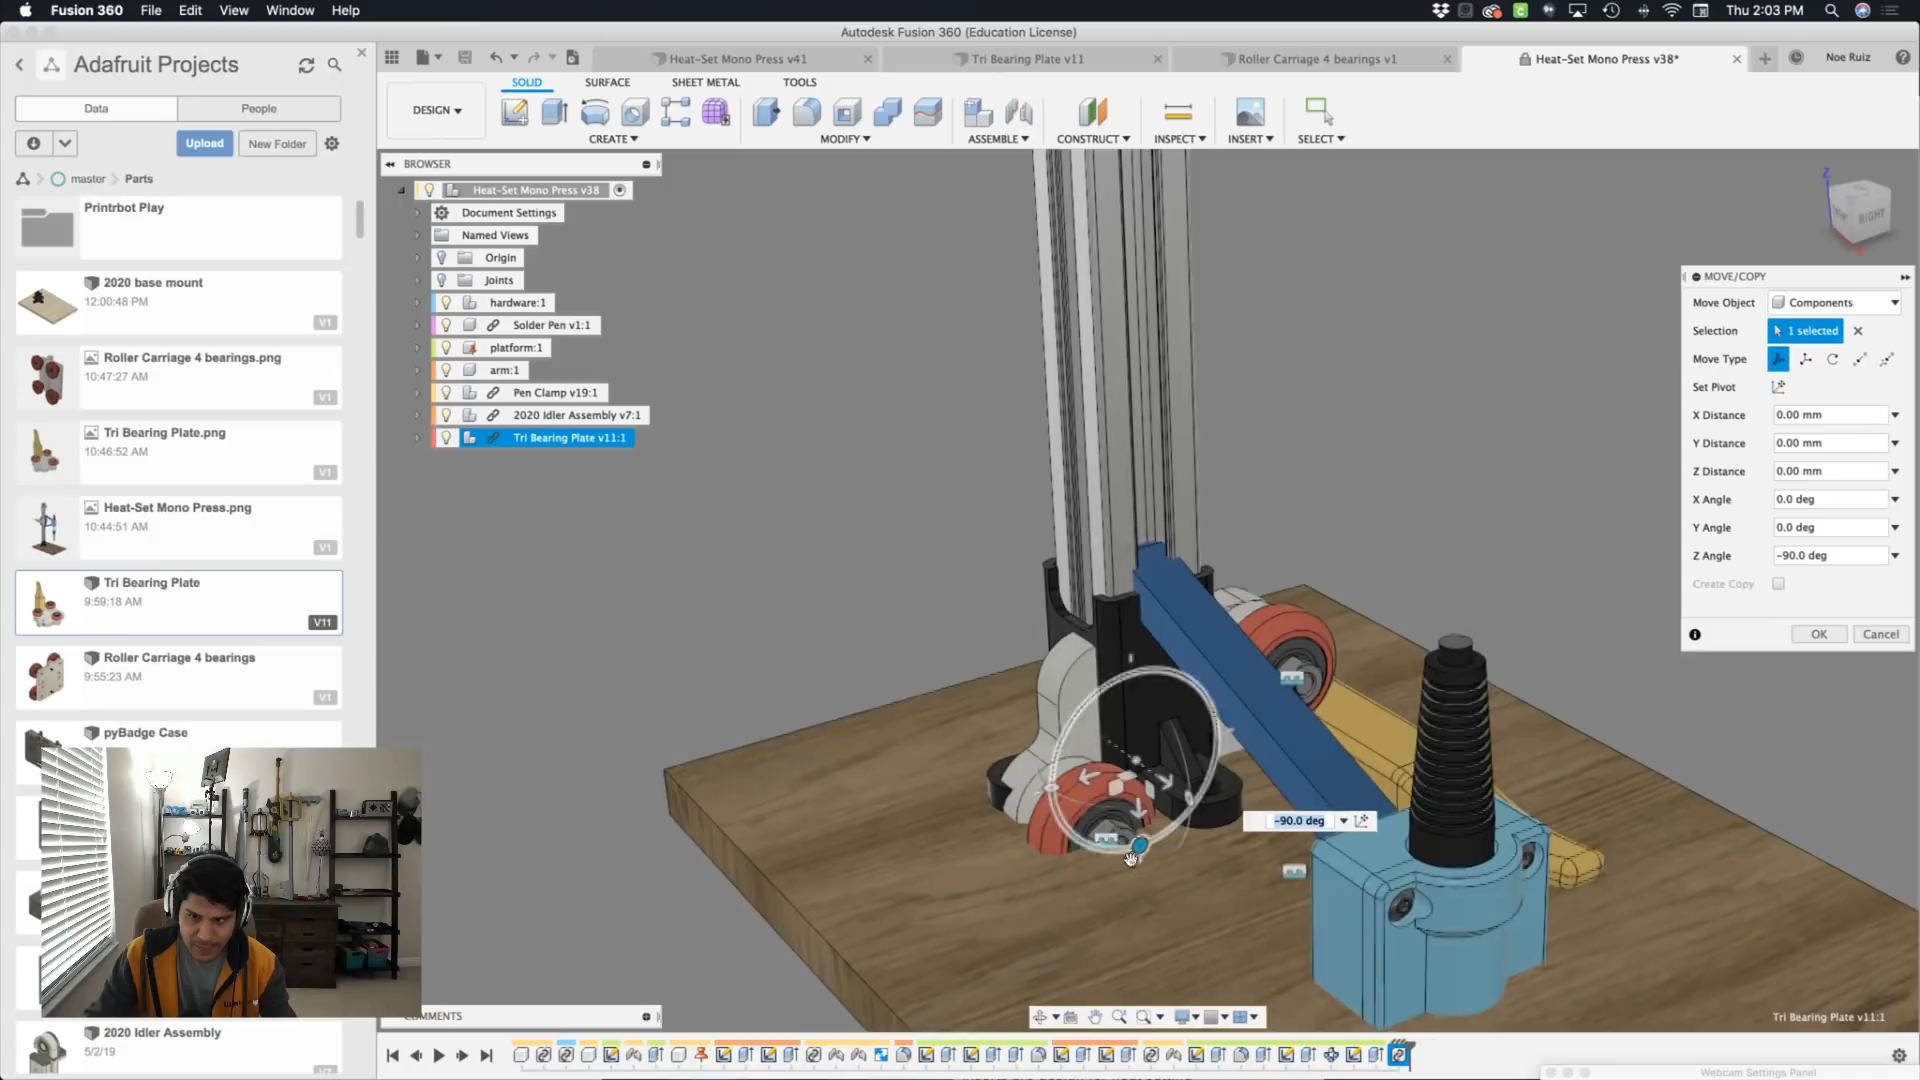 Fusion 360 File Edit View Window Help
Thu 2:03 PM
Autodesk Fusion 360 (Education License)
Adafruit Projects
Heat-Set Mono Press v41
Tri Bearing Plate v11
Roller Carriage 4 bearings v1
Heat-Set Mono Press v38*
Noe Ruiz
SOLID SURFACE SHEET METAL TOOLS
Data People
DESIGN
CREATE MODIFY ASSEMBLE CONSTRUCT INSPECT INSERT SELECT
Upload New Folder
master Parts
BROWSER
Heat-Set Mono Press v38
Document Settings
Named Views
Origin
Joints
hardware:1
Solder Pen v1:1
platform:1
arm:1
Pen Clamp v19:1
2020 Idler Assembly v7:1
Tri Bearing Plate v11:1
Printrbot Play
2020 base mount
12:00:48 PM
V1
Roller Carriage 4 bearings.png
10:47:27 AM
V1
Tri Bearing Plate.png
10:46:52 AM
V1
Heat-Set Mono Press.png
10:44:51 AM
V1
Tri Bearing Plate
9:59:18 AM
V11
Roller Carriage 4 bearings
9:55:23 AM
V1
pyBadge Case
2020 Idler Assembly
5/2/19
Z
RIGHT
MOVE/COPY
Move Object Components
Selection 1 selected
Move Type
Set Pivot
X Distance 0.00 mm
Y Distance 0.00 mm
Z Distance 0.00 mm
X Angle 0.0 deg
Y Angle 0.0 deg
Z Angle -90.0 deg
Create Copy
OK Cancel
-90.0 deg
COMMENTS
Tri Bearing Plate v11:1
Webcam Settings Panel